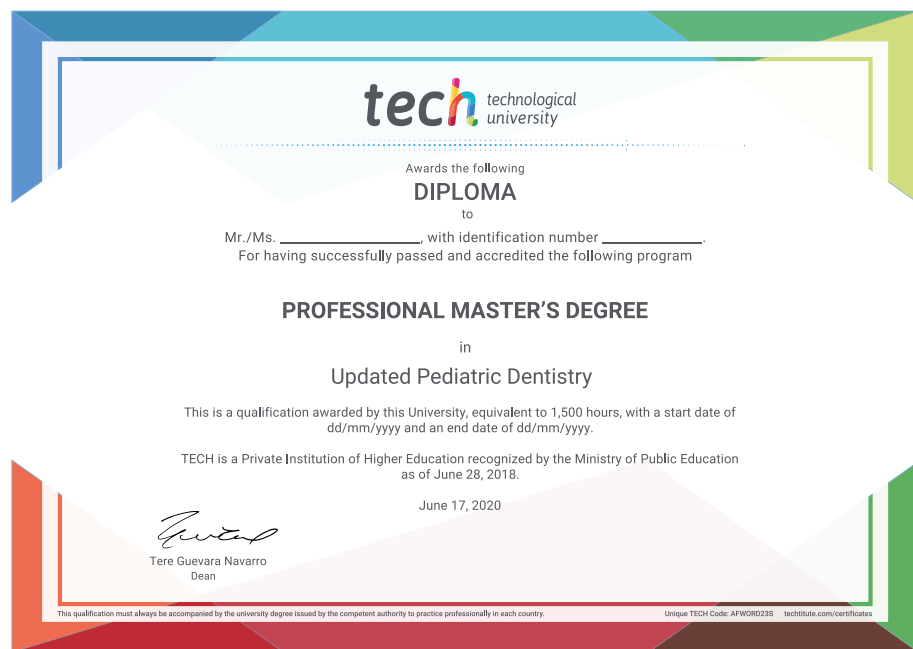 tech technological
university
Awards the following
DIPLOMA
to
Mr./Ms. ____________________, with identification number ______________.
For having successfully passed and accredited the following program
PROFESSIONAL MASTER'S DEGREE
in
Updated Pediatric Dentistry
This is a qualification awarded by this University, equivalent to 1,500 hours, with a start date of
dd/mm/yyyy and an end date of dd/mm/yyyy.
TECH is a Private Institution of Higher Education recognized by the Ministry of Public Education
as of June 28, 2018.
June 17, 2020
Tere Guevara Navarro
Dean
This qualification must always be accompanied by the university degree issued by the competent authority to practice professionally in each country.
Unique TECH Code: AFWORD23S techtitute.com/certificates